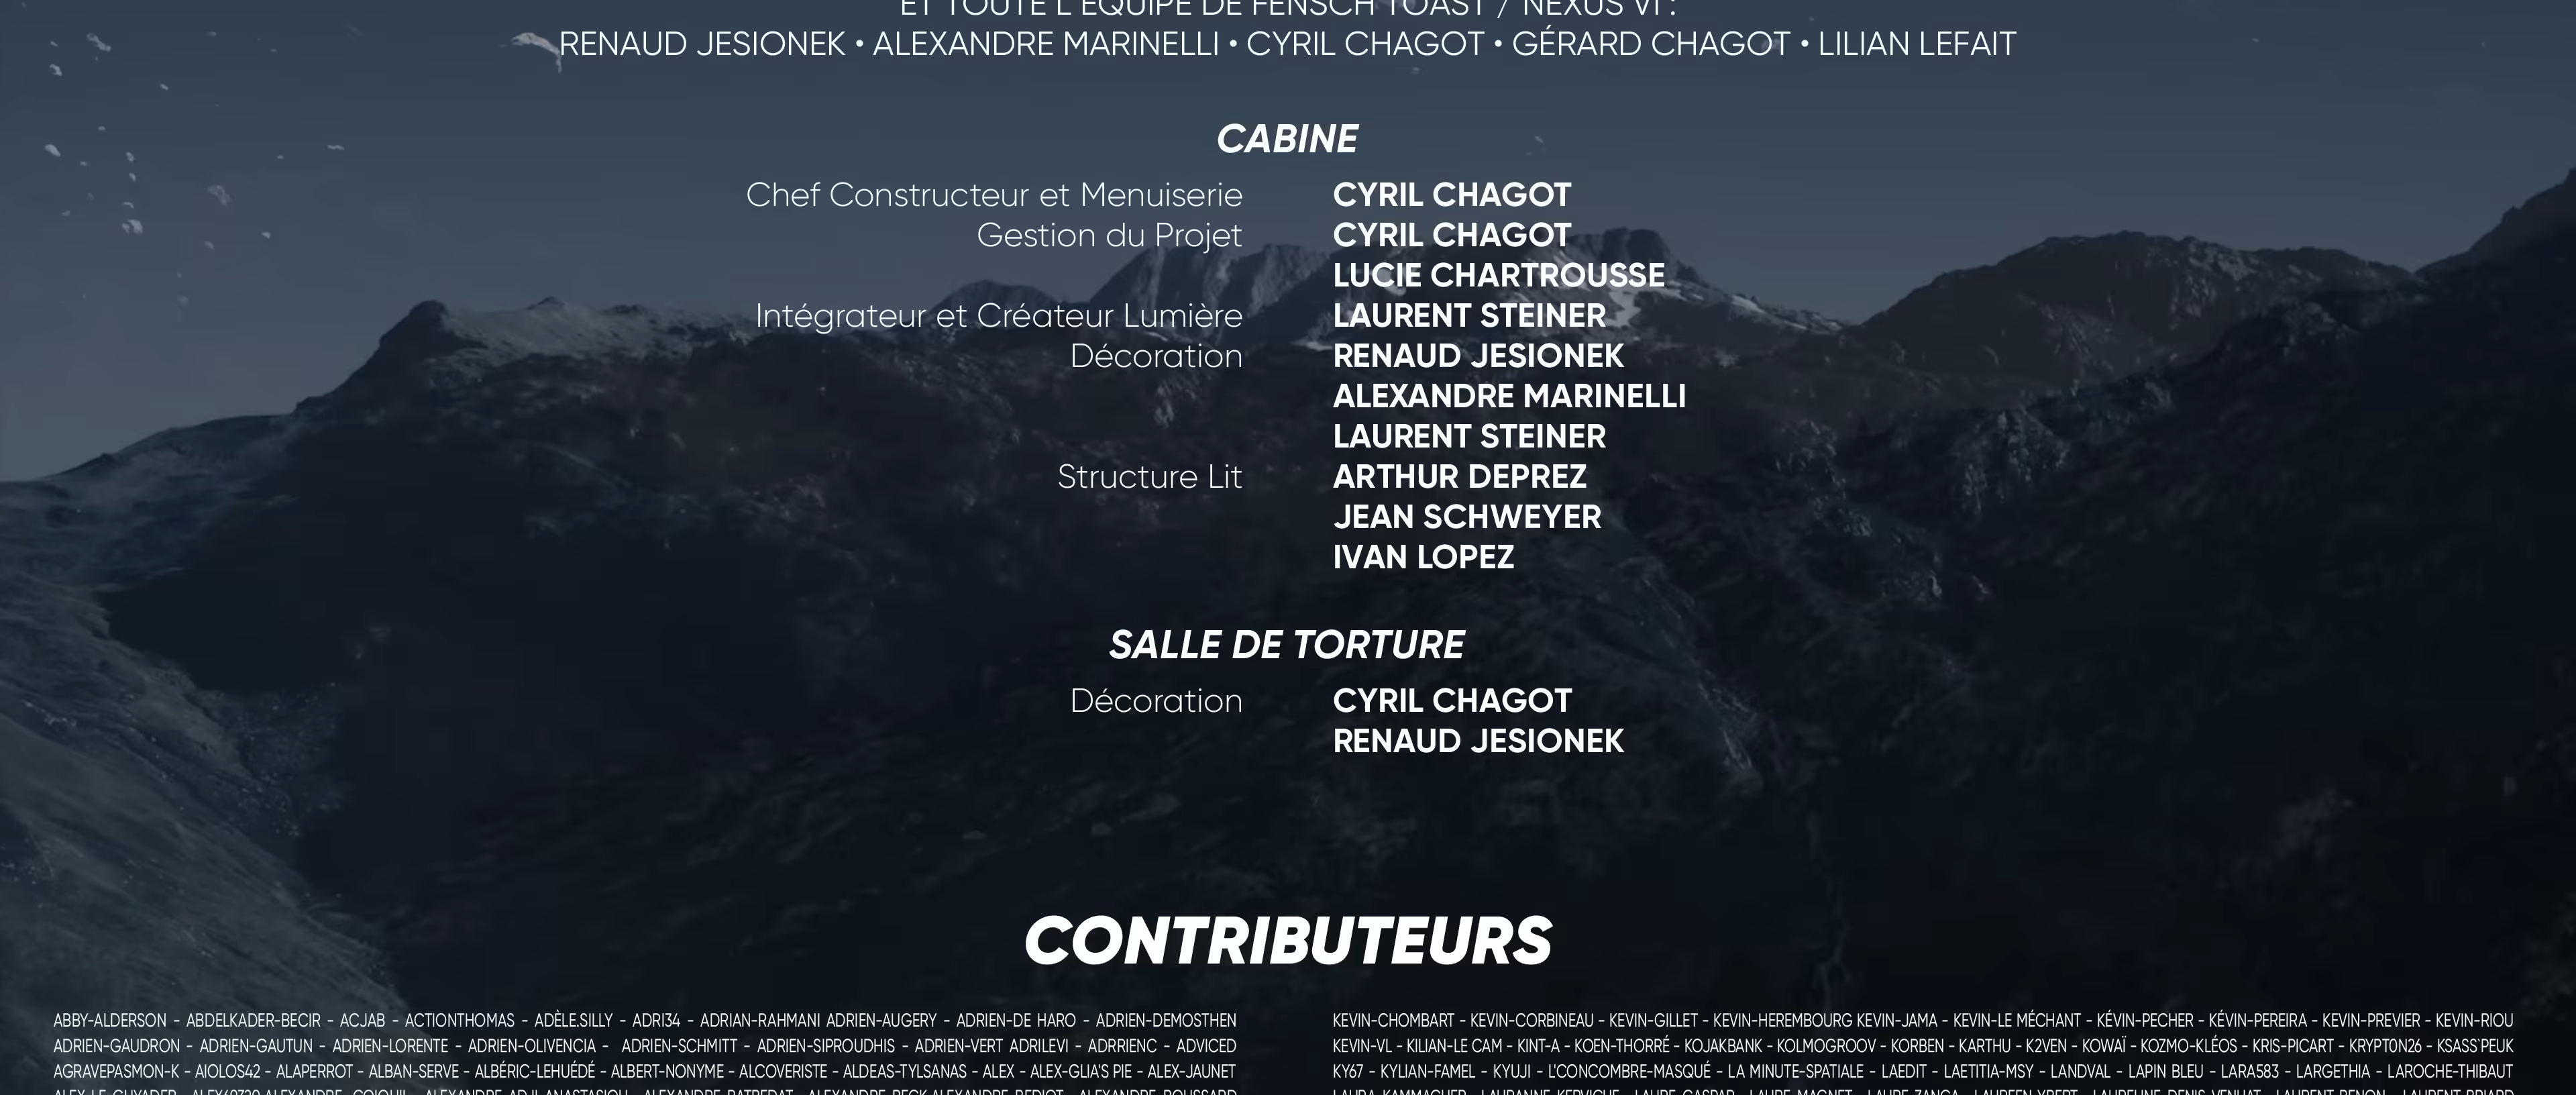 ET TOUTE L'ÉQUIPE DE FENSCH TOAST / NEXUS VI :
RENAUD JESIONEK • ALEXANDRE MARINELLI • CYRIL CHAGOT • GÉRARD CHAGOT • LILIAN LEFAIT
CABINE
Chef Constructeur et Menuiserie CYRIL CHAGOT
Gestion du Projet CYRIL CHAGOT
LUCIE CHARTROUSSE
Intégrateur et Créateur Lumière LAURENT STEINER
Décoration RENAUD JESIONEK
ALEXANDRE MARINELLI
LAURENT STEINER
Structure Lit ARTHUR DEPREZ
JEAN SCHWEYER
IVAN LOPEZ
SALLE DE TORTURE
Décoration CYRIL CHAGOT
RENAUD JESIONEK
CONTRIBUTEURS
ABBY-ALDERSON - ABDELKADER-BECIR - ACJAB - ACTIONTHOMAS - ADÈLE.SILLY - ADRI34 - ADRIAN-RAHMANI ADRIEN-AUGERY - ADRIEN-DE HARO - ADRIEN-DEMOSTHEN
ADRIEN-GAUDRON - ADRIEN-GAUTUN - ADRIEN-LORENTE - ADRIEN-OLIVENCIA - ADRIEN-SCHMITT - ADRIEN-SIPROUDHIS - ADRIEN-VERT ADRILEVI - ADRRIENC - ADVICED
AGRAVEPASMON-K - AIOLOS42 - ALAPERROT - ALBAN-SERVE - ALBÉRIC-LEHUÉDÉ - ALBERT-NONYME - ALCOVERISTE - ALDEAS-TYLSANAS - ALEX - ALEX-GLIA'S PIE - ALEX-JAUNET
KEVIN-CHOMBART - KEVIN-CORBINEAU - KEVIN-GILLET - KEVIN-HEREMBOURG KEVIN-JAMA - KEVIN-LE MÉCHANT - KÉVIN-PECHER - KÉVIN-PEREIRA - KEVIN-PREVIER - KEVIN-RIOU
KEVIN-VL - KILIAN-LE CAM - KINT-A - KOEN-THORRÉ - KOJAKBANK - KOLMOGROOV - KORBEN - KARTHU - K2VEN - KOWAÏ - KOZMO-KLÉOS - KRIS-PICART - KRYPT0N26 - KSASS'PEUK
KY67 - KYLIAN-FAMEL - KYUJI - L'CONCOMBRE-MASQUÉ - LA MINUTE-SPATIALE - LAEDIT - LAETITIA-MSY - LANDVAL - LAPIN BLEU - LARA583 - LARGETHIA - LAROCHE-THIBAUT